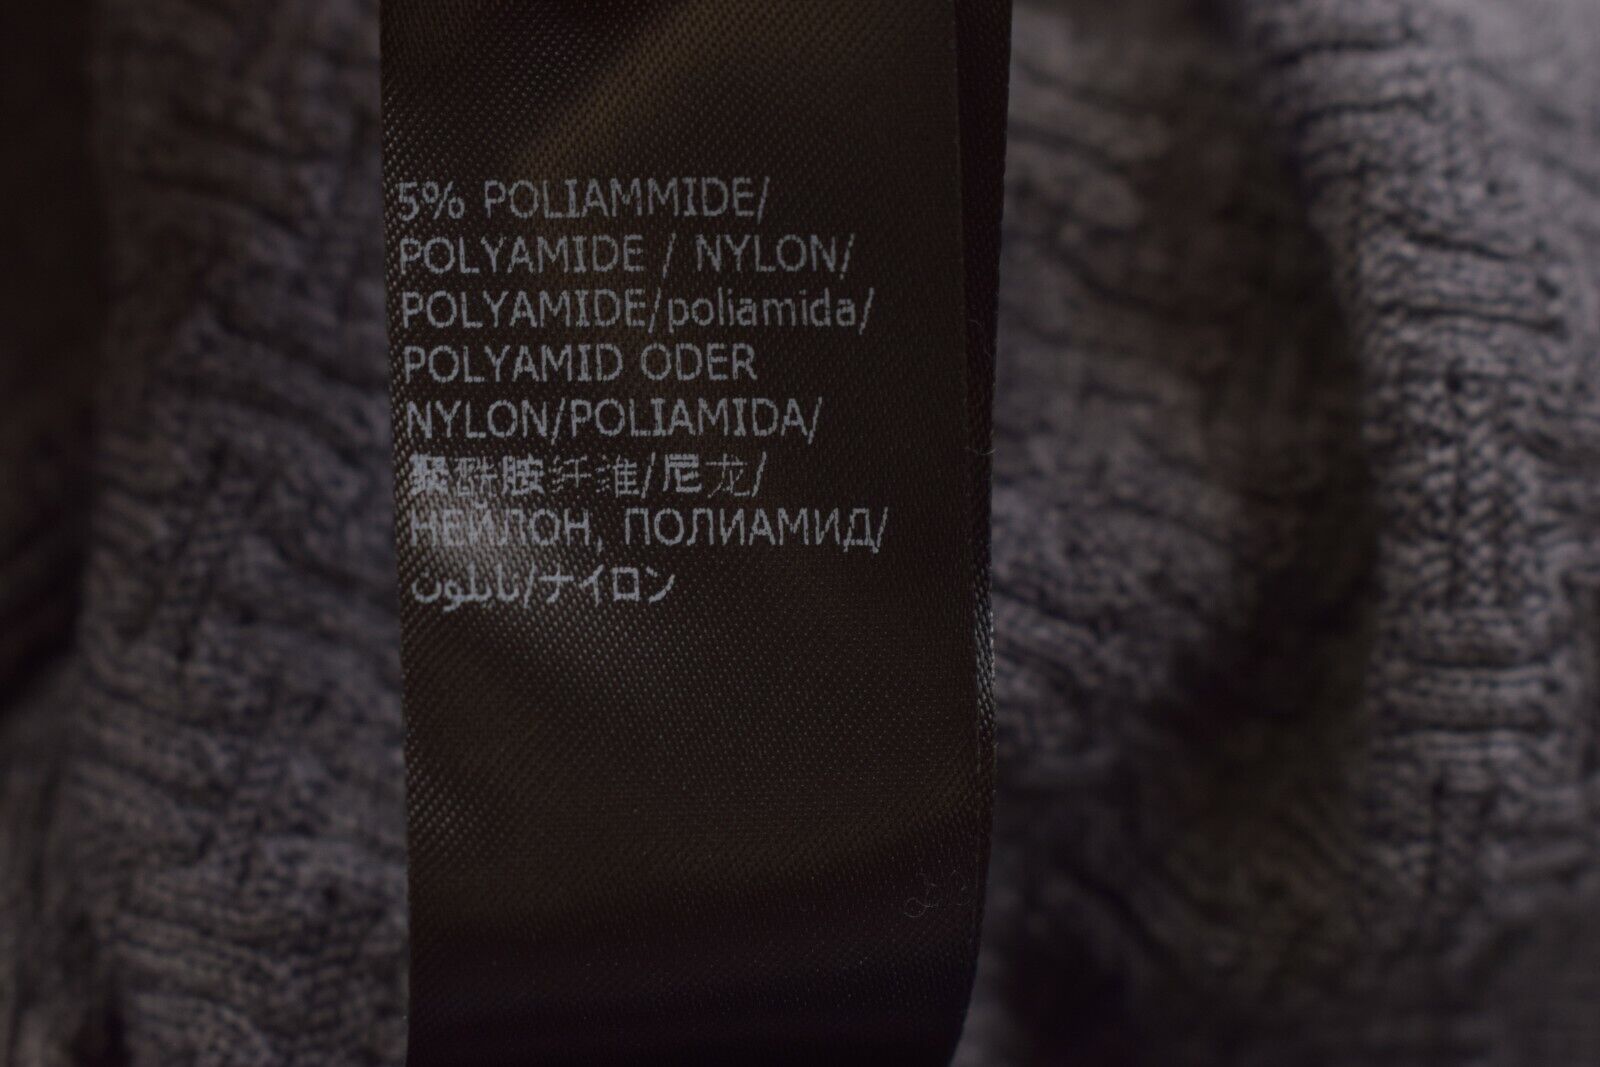 5% POLIAMMIDE/
POLYAMIDE / NYLON/
POLYAMIDE/poliamida/
POLYAMID ODER
NYLON/POLIAMIDA/
聚酰胺纤维/尼龙/
НЕЙЛОН, ПОЛИАМИД/
نايلون/ナイロン